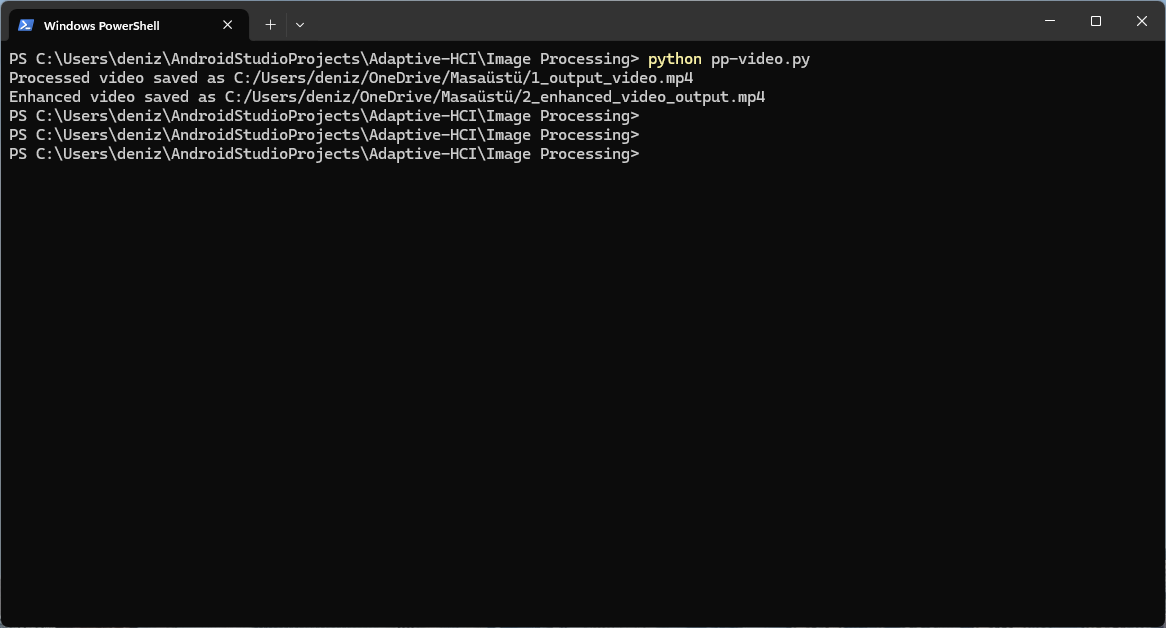 Windows PowerShell
PS C:\Users\deniz\AndroidStudioProjects\Adaptive-HCI\Image Processing> python pp-video.py
Processed video saved as C:/Users/deniz/OneDrive/Masaüstü/1_output_video.mp4
Enhanced video saved as C:/Users/deniz/OneDrive/Masaüstü/2_enhanced_video_output.mp4
PS C:\Users\deniz\AndroidStudioProjects\Adaptive-HCI\Image Processing>
PS C:\Users\deniz\AndroidStudioProjects\Adaptive-HCI\Image Processing>
PS C:\Users\deniz\AndroidStudioProjects\Adaptive-HCI\Image Processing>